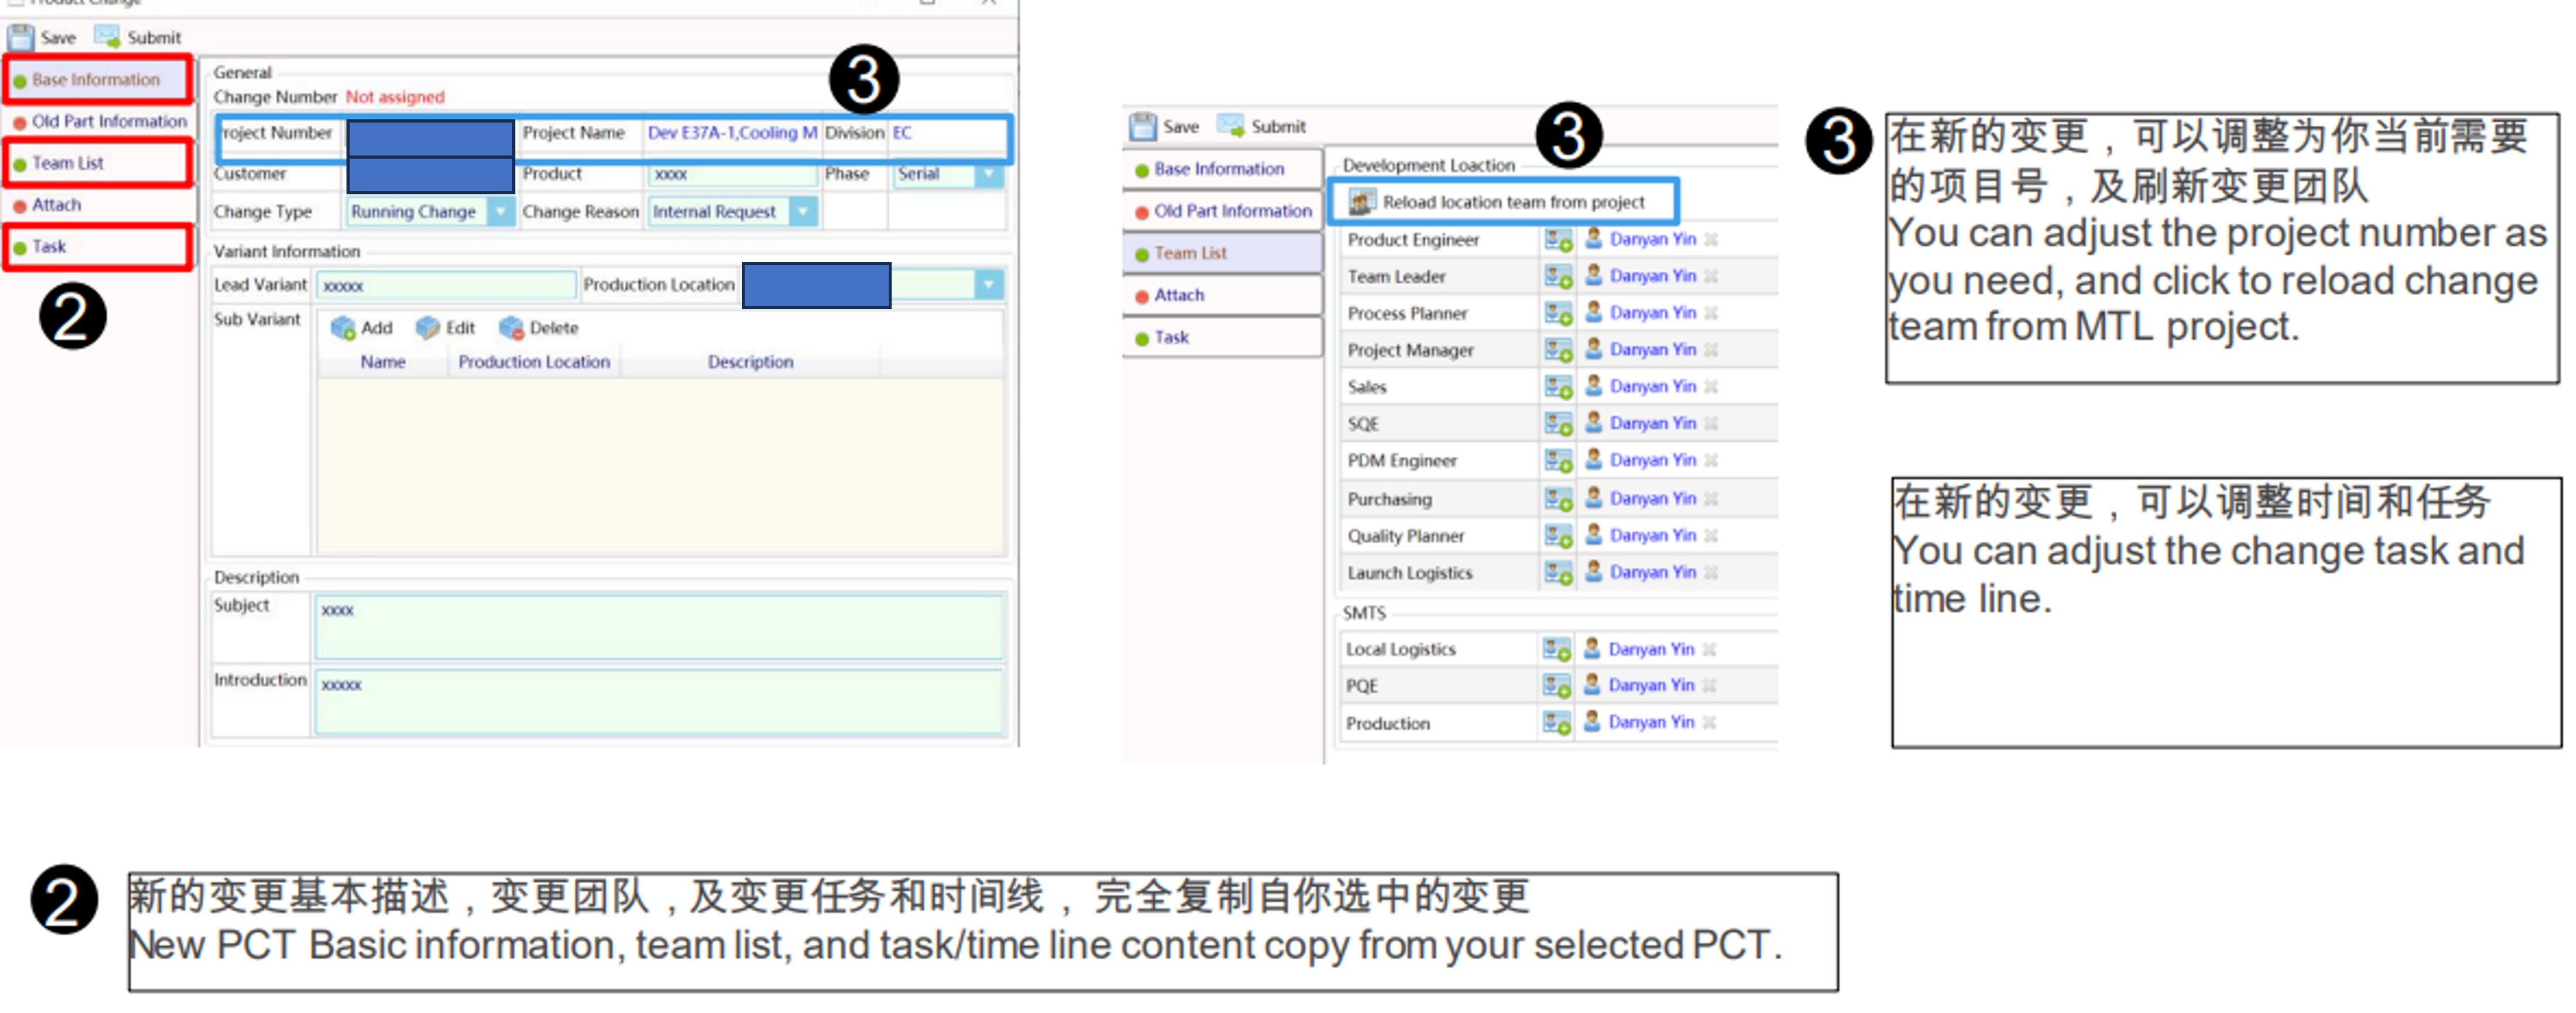 Product Change
Save Submit
Base Information
Old Part Information
Team List
Attach
Task
2
General
3
Change Number Not assigned
roject Number Project Name Dev E37A-1,Cooling M Division EC
Customer Product xxxx Phase Serial
Change Type Running Change Change Reason Internal Request
Variant Information
Lead Variant xxxxx Production Location
Sub Variant Add Edit Delete
Name Production Location Description
Description
Subject xxxx
Introduction xxxxx
Save Submit
Base Information
Old Part Information
Team List
Attach
Task
3
Development Loaction
Reload location team from project
Product Engineer Danyan Yin
Team Leader Danyan Yin
Process Planner Danyan Yin
Project Manager Danyan Yin
Sales Danyan Yin
SQE Danyan Yin
PDM Engineer Danyan Yin
Purchasing Danyan Yin
Quality Planner Danyan Yin
Launch Logistics Danyan Yin
SMTS
Local Logistics Danyan Yin
PQE Danyan Yin
Production Danyan Yin
3
在新的变更，可以调整为你当前需要
的项目号，及刷新变更团队
You can adjust the project number as
you need, and click to reload change
team from MTL project.
在新的变更，可以调整时间和任务
You can adjust the change task and
time line.
2
新的变更基本描述，变更团队，及变更任务和时间线， 完全复制自你选中的变更
New PCT Basic information, team list, and task/time line content copy from your selected PCT.